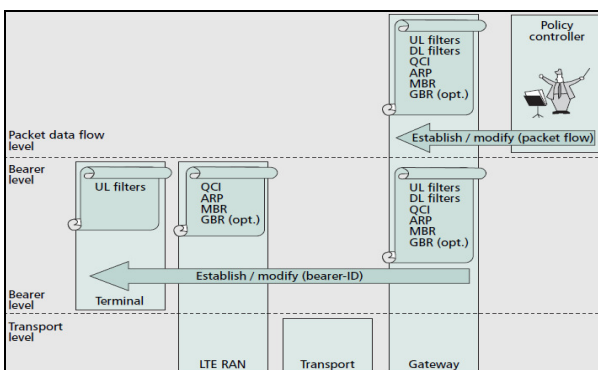 Policy
controller
UL filters
DL filters
QCI
ARP
MBR
GBR (opt.)
Establish / modify (packet flow)
Packet data flow
level
Bearer
level
UL filters
QCI
ARP
MBR
GBR (opt.)
UL filters
DL filters
QCI
ARP
MBR
GBR (opt.)
Establish / modify (bearer-ID)
Bearer
level
Terminal
Transport
level
LTE RAN
Transport
Gateway